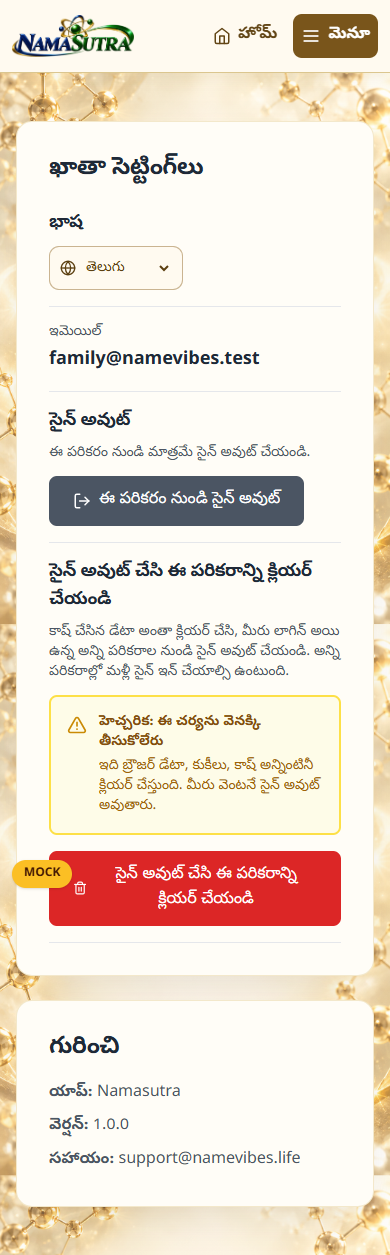 NAMASUTRA
హోమ్
మెనూ
ఖాతా సెట్టింగ్‌లు
భాష
తెలుగు
ఇమెయిల్
family@namevibes.test
సైన్ అవుట్
ఈ పరికరం నుండి మాత్రమే సైన్ అవుట్ చేయండి.
ఈ పరికరం నుండి సైన్ అవుట్
సైన్ అవుట్ చేసి ఈ పరికరాన్ని క్లియర్
చేయండి
కాష్ చేసిన డేటా అంతా క్లియర్ చేసి, మీరు లాగిన్ అయి
ఉన్న అన్ని పరికరాల నుండి సైన్ అవుట్ చేయండి. అన్ని
పరికరాల్లో మళ్లీ సైన్ ఇన్ చేయాల్సి ఉంటుంది.
హెచ్చరిక: ఈ చర్యను వెనక్కి
తీసుకోలేరు
ఇది బ్రౌజర్ డేటా, కుకీలు, కాష్ అన్నింటినీ
క్లియర్ చేస్తుంది. మీరు వెంటనే సైన్ అవుట్
అవుతారు.
MOCK
సైన్ అవుట్ చేసి ఈ పరికరాన్ని
క్లియర్ చేయండి
గురించి
యాప్: Namasutra
వెర్షన్: 1.0.0
సహాయం: support@namevibes.life